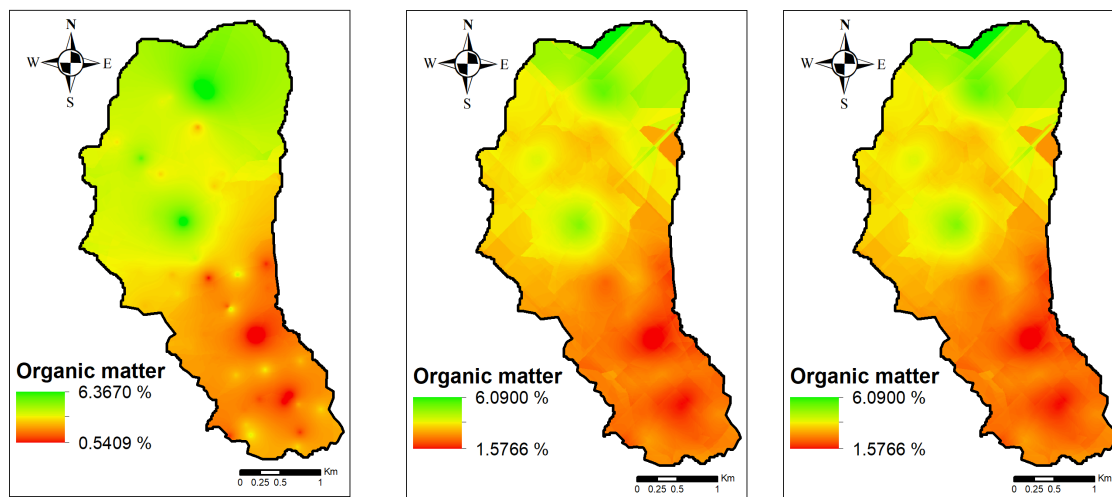 N
W E
S
Organic matter
6.3670 %
0.5409 %
Km
0 0.25 0.5 1
N
W E
S
Organic matter
6.0900 %
1.5766 %
Km
0 0.25 0.5 1
N
W E
S
Organic matter
6.0900 %
1.5766 %
Km
0 0.25 0.5 1